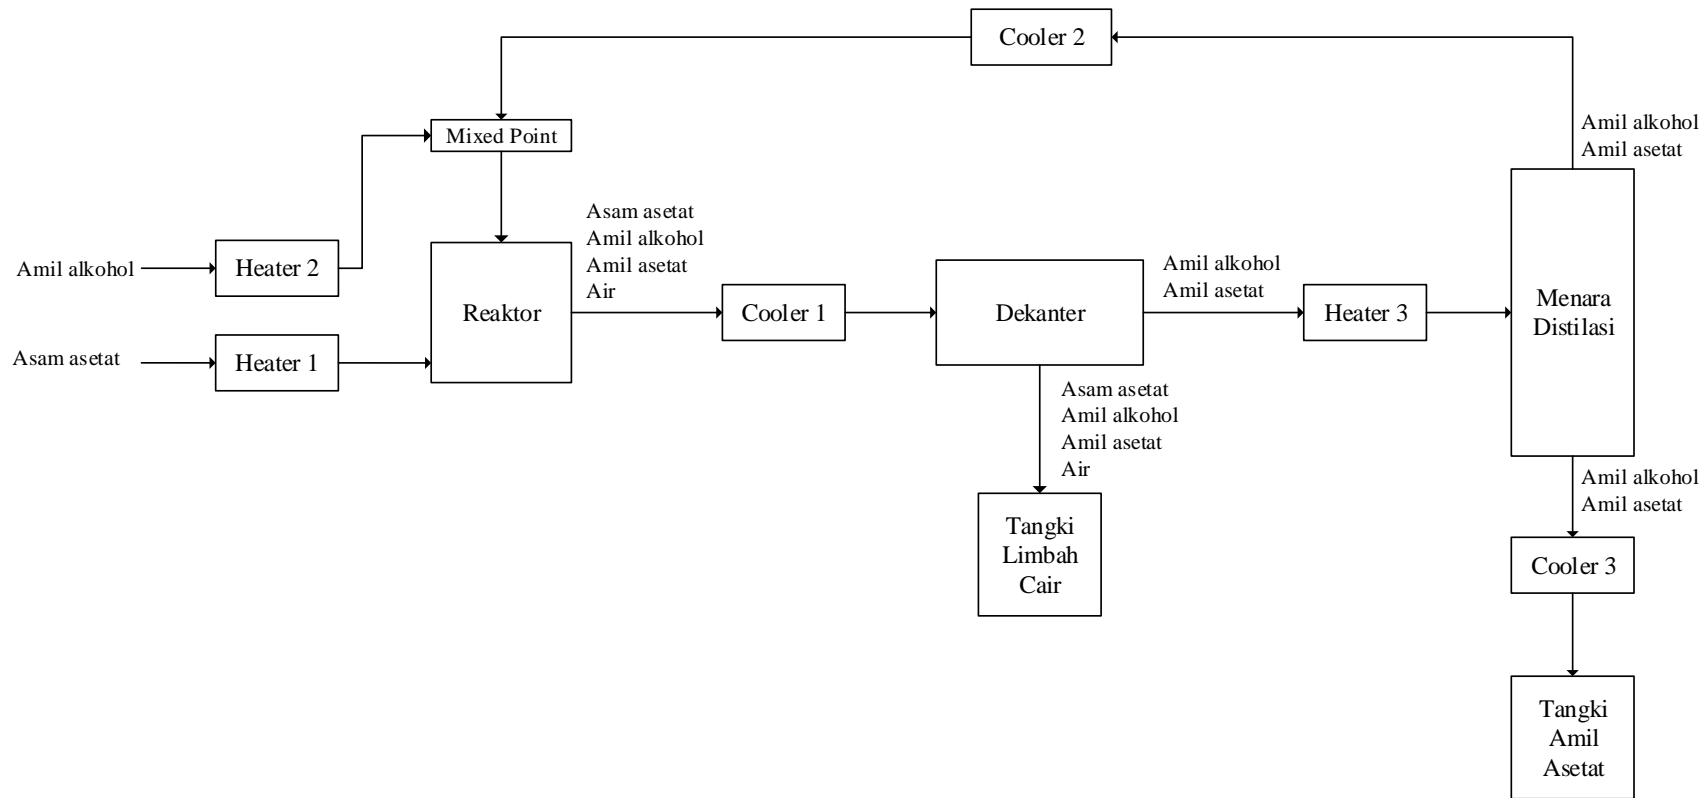 Cooler 2
Amil alkohol
Amil asetat
Mixed Point
Asam asetat
Amil alkohol
Amil asetat
Air
Amil alkohol
Heater 2
Reaktor
Cooler 1
Dekanter
Amil alkohol
Amil asetat
Heater 3
Menara
Distilasi
Asam asetat
Heater 1
Asam asetat
Amil alkohol
Amil asetat
Air
Amil alkohol
Amil asetat
Tangki
Limbah
Cair
Cooler 3
Tangki
Amil
Asetat